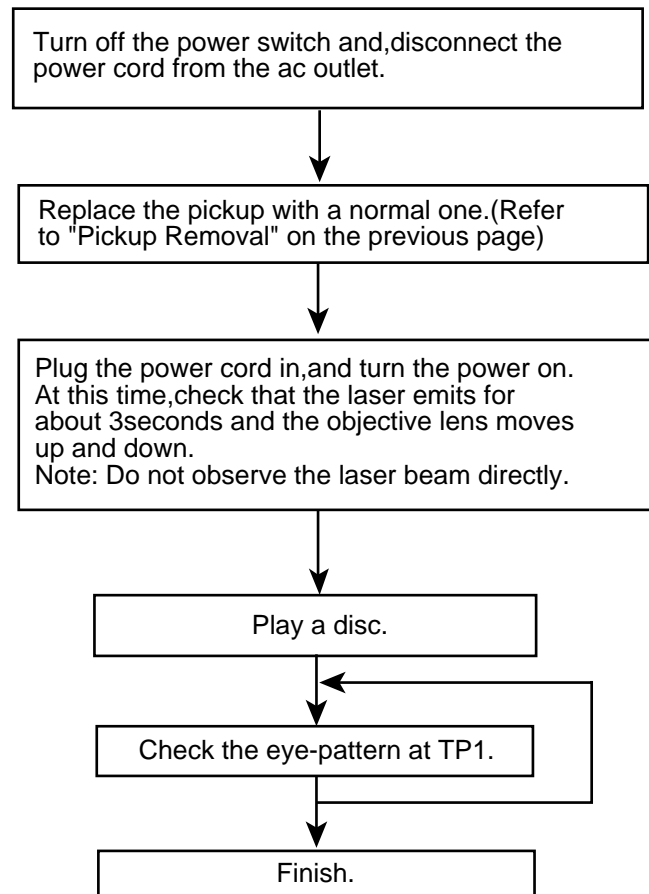 Turn off the power switch and,disconnect the
power cord from the ac outlet.
Replace the pickup with a normal one.(Refer
to "Pickup Removal" on the previous page)
Plug the power cord in,and turn the power on.
At this time,check that the laser emits for
about 3seconds and the objective lens moves
up and down.
Note: Do not observe the laser beam directly.
Play a disc.
Check the eye-pattern at TP1.
Finish.